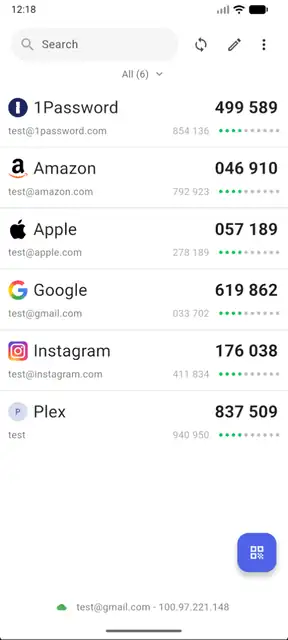 12:18
Search
All (6)
1Password 499 589
test@1password.com 854 136
Amazon 046 910
test@amazon.com 792 923
Apple 057 189
test@apple.com 278 189
Google 619 862
test@gmail.com 033 702
Instagram 176 038
test@instagram.com 411 834
P Plex 837 509
test 940 950
test@gmail.com - 100.97.221.148